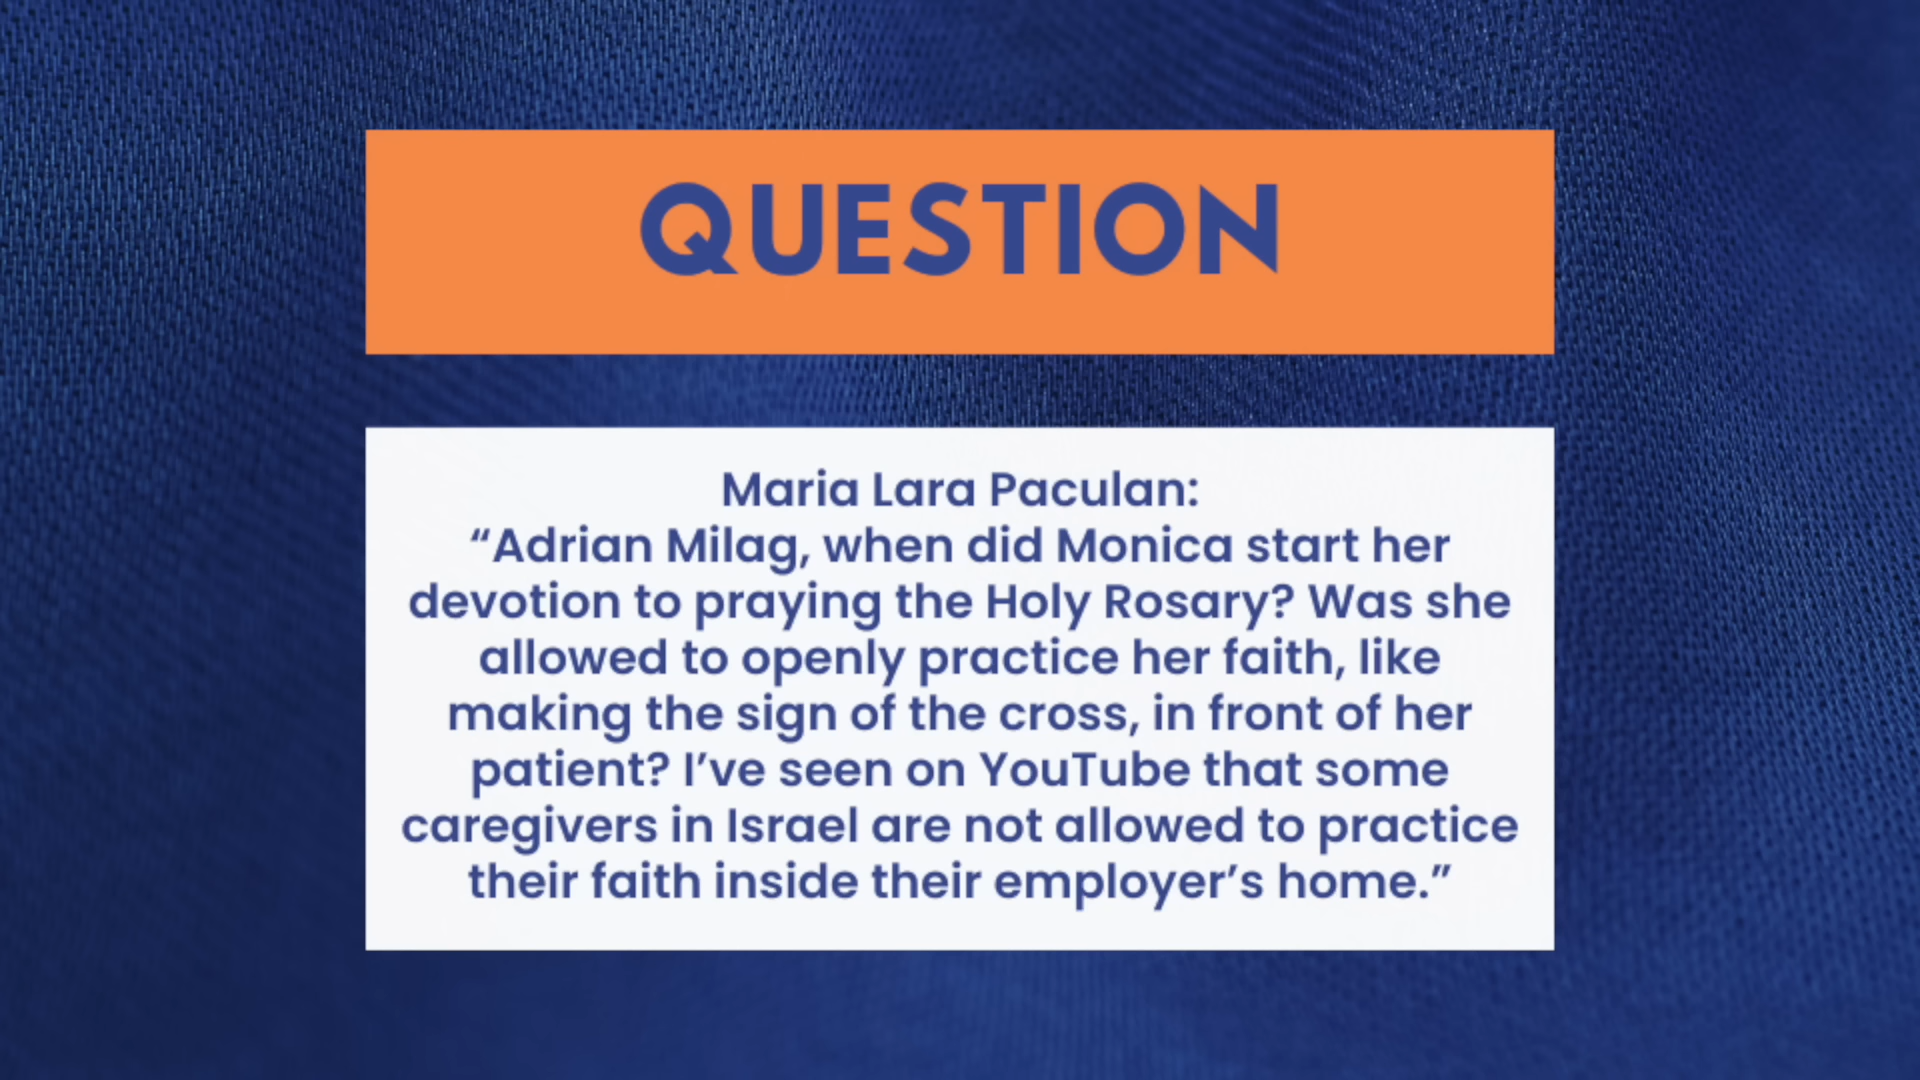 QUESTION
Maria Lara Paculan:
“Adrian Milag, when did Monica start her
devotion to praying the Holy Rosary? Was she
allowed to openly practice her faith, like
making the sign of the cross, in front of her
patient? I’ve seen on YouTube that some
caregivers in Israel are not allowed to practice
their faith inside their employer’s home.”